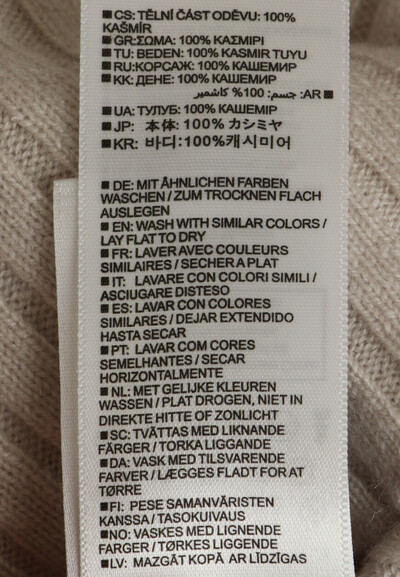 ■CS: TĚLNÍ ČÁST ODĚVU: 100%
KAŠMÍR
■GR:ΣΩΜΑ: 100% ΚΑΣΜΙΡΙ
■TU: BEDEN: 100% KASMIR TUYU
■RU:КОРСАЖ: 100% КАШЕМИР
■KK:ДЕНЕ: 100% КАШЕМИР
■AR: جسم: 100% كاشمير
■UA: ТУЛУБ: 100% КАШЕМІР
■JP: 本体: 100% カシミヤ
■KR: 바디:100%캐시미어
■DE: MIT ÄHNLICHEN FARBEN
WASCHEN / ZUM TROCKNEN FLACH
AUSLEGEN
■EN: WASH WITH SIMILAR COLORS /
LAY FLAT TO DRY
■FR: LAVER AVEC COULEURS
SIMILAIRES / SECHER A PLAT
■IT: LAVARE CON COLORI SIMILI /
ASCIUGARE DISTESO
■ES: LAVAR CON COLORES
SIMILARES / DEJAR EXTENDIDO
HASTA SECAR
■PT: LAVAR COM CORES
SEMELHANTES / SECAR
HORIZONTALMENTE
■NL: MET GELIJKE KLEUREN
WASSEN / PLAT DROGEN, NIET IN
DIREKTE HITTE OF ZONLICHT
■SC: TVÄTTAS MED LIKNANDE
FÄRGER / TORKA LIGGANDE
■DA: VASK MED TILSVARENDE
FARVER / LÆGGES FLADT FOR AT
TØRRE
■FI: PESE SAMANVÄRISTEN
KANSSA / TASOKUIVAUS
■NO: VASKES MED LIGNENDE
FARGER / TØRKES LIGGENDE
■LV: MAZGĀT KOPĀ AR LĪDZĪGAS